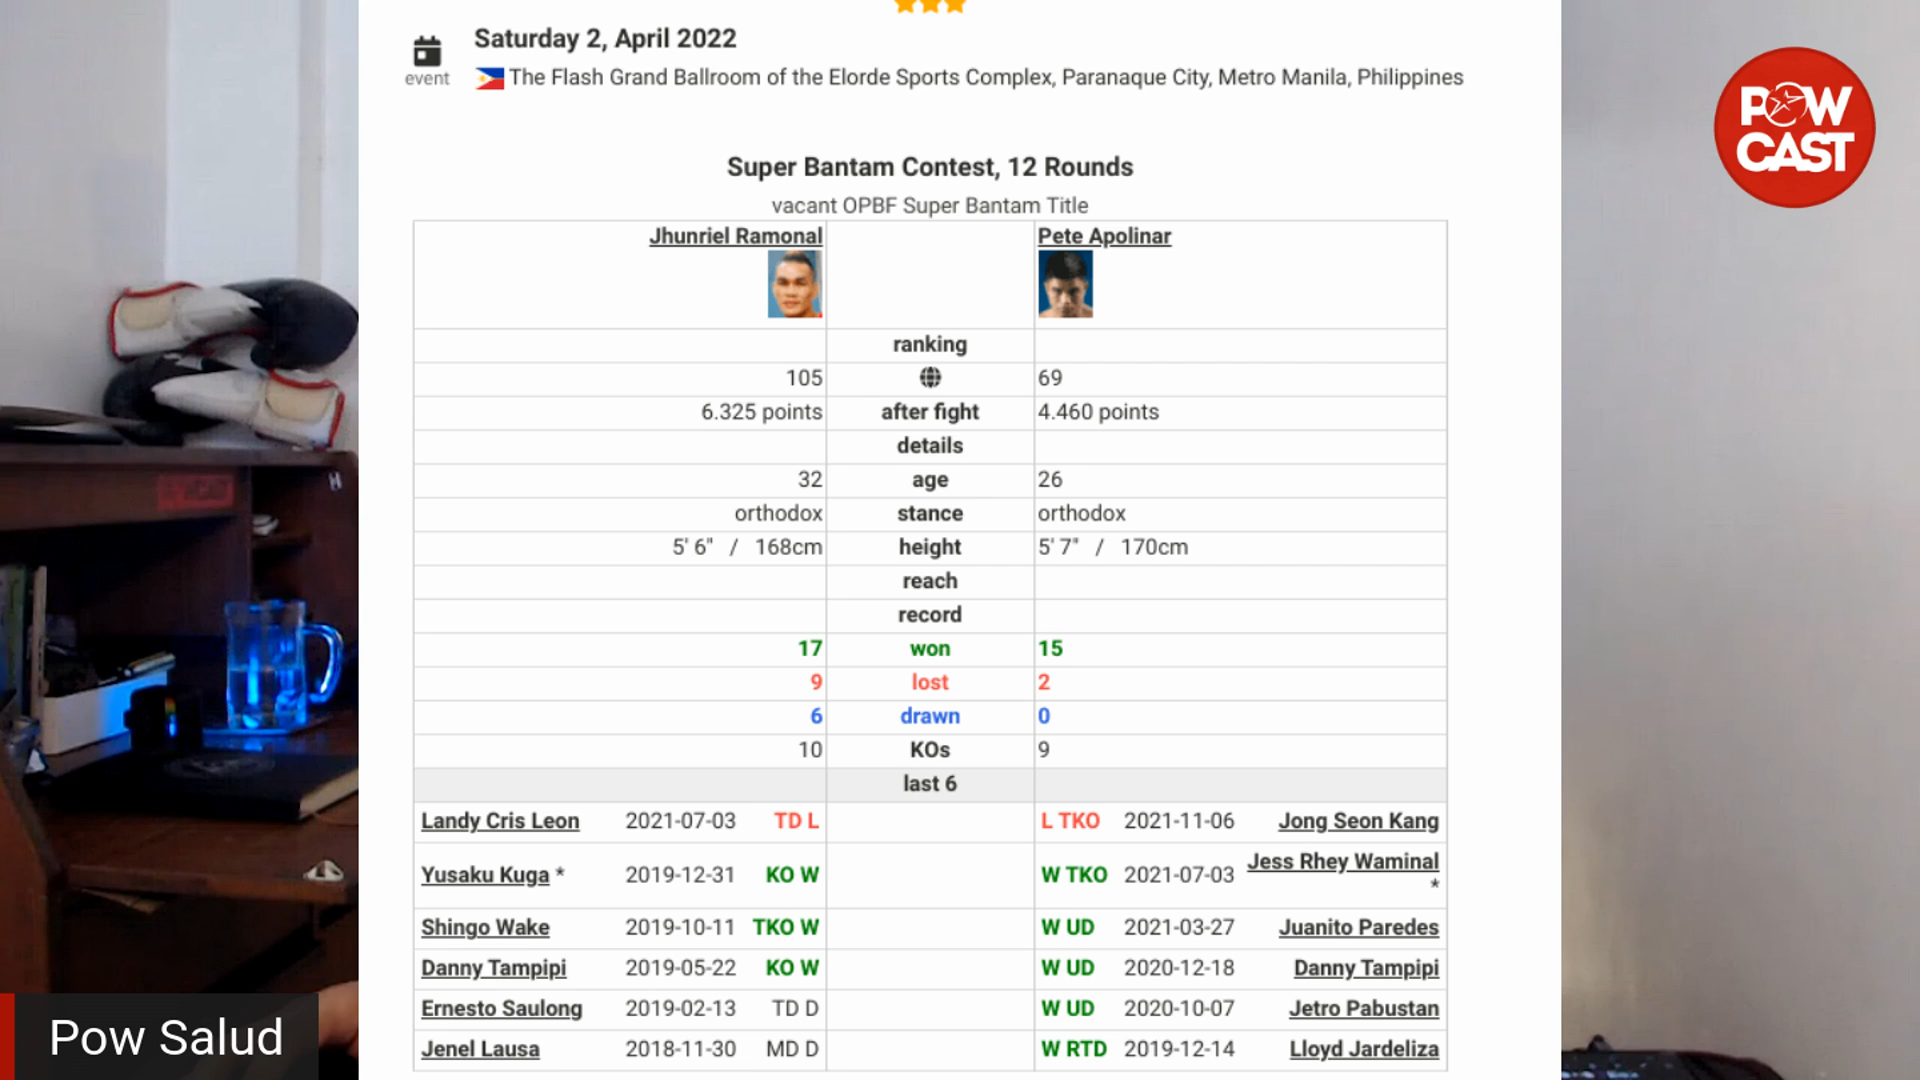 Saturday 2, April 2022
event
The Flash Grand Ballroom of the Elorde Sports Complex, Paranaque City, Metro Manila, Philippines
POW
CAST
Super Bantam Contest, 12 Rounds
vacant OPBF Super Bantam Title
Jhunriel Ramonal Pete Apolinar
ranking
105 69
6.325 points after fight 4.460 points
details
32 age 26
orthodox stance orthodox
5' 6" / 168cm height 5' 7" / 170cm
reach
record
17 won 15
9 lost 2
6 drawn 0
10 KOs 9
last 6
Landy Cris Leon 2021-07-03 TD L L TKO 2021-11-06 Jong Seon Kang
Yusaku Kuga * 2019-12-31 KO W W TKO 2021-07-03 Jess Rhey Waminal *
Shingo Wake 2019-10-11 TKO W W UD 2021-03-27 Juanito Paredes
Danny Tampipi 2019-05-22 KO W W UD 2020-12-18 Danny Tampipi
Ernesto Saulong 2019-02-13 TD D W UD 2020-10-07 Jetro Pabustan
Jenel Lausa 2018-11-30 MD D W RTD 2019-12-14 Lloyd Jardeliza
Pow Salud